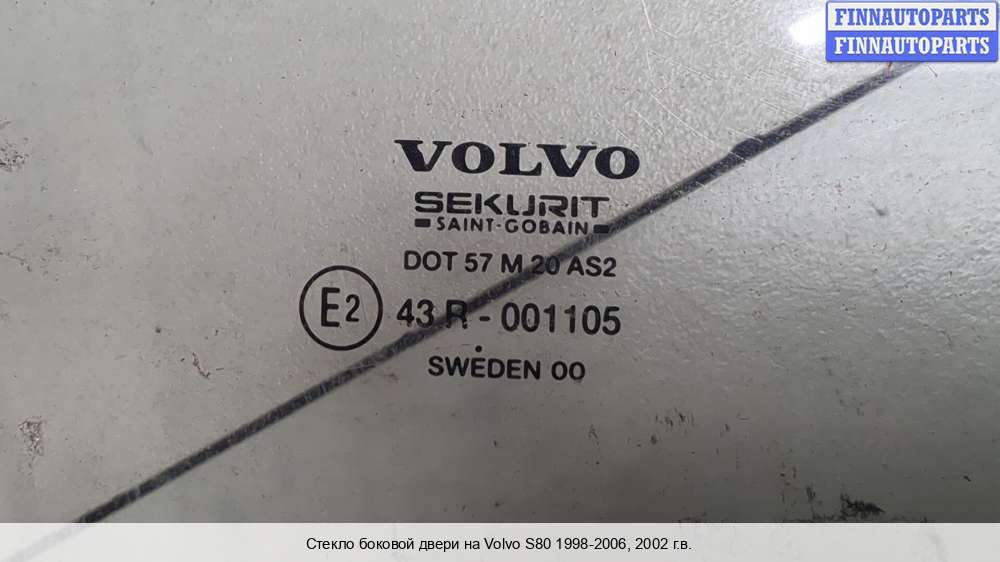 FINNAUTOPARTS
FINNAUTOPARTS
VOLVO
SEKURIT
SAINT-GOBAIN
DOT 57 M 20 AS2
E2 43 R - 001105
SWEDEN 00
Стекло боковой двери на Volvo S80 1998-2006, 2002 г.в.